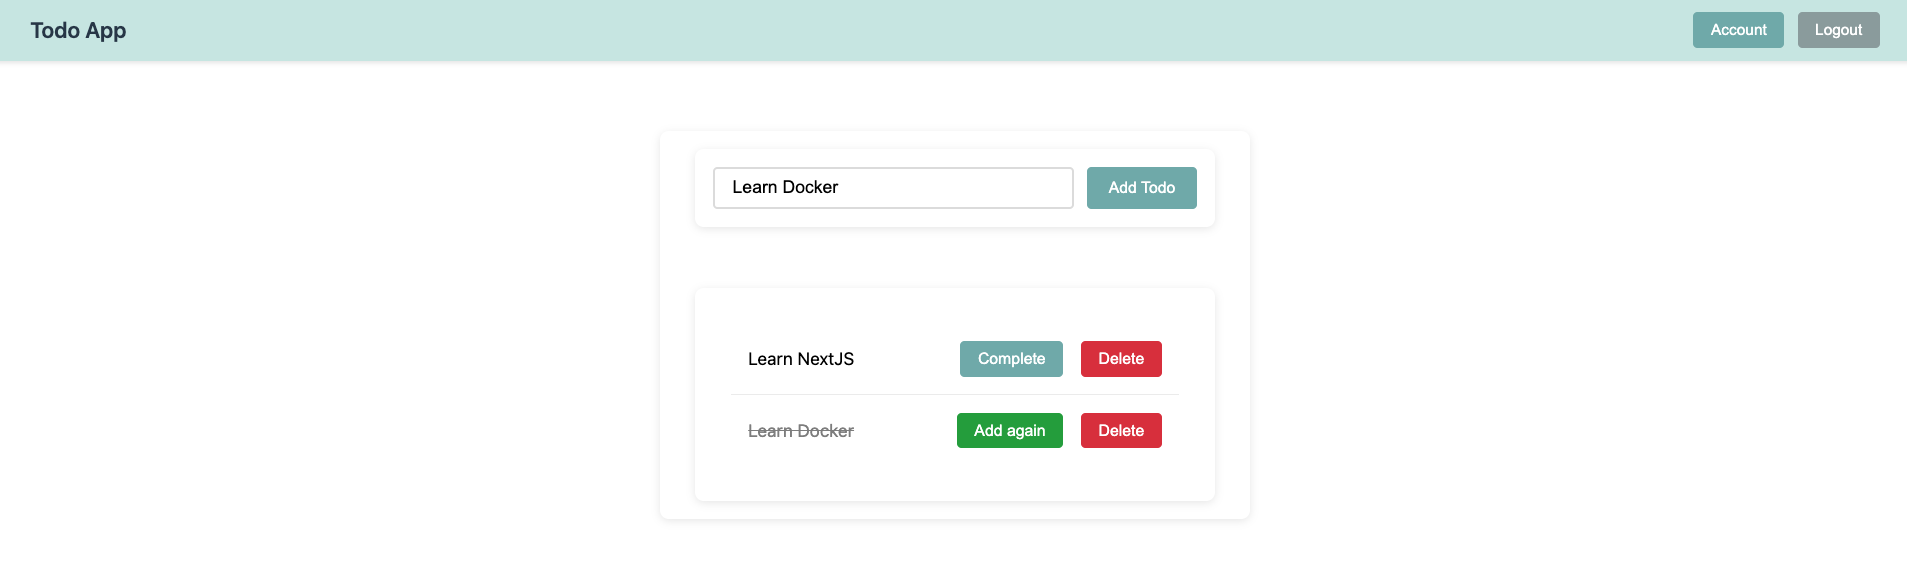 Todo App Account Logout
Learn Docker Add Todo
Learn NextJS Complete Delete
Learn Docker Add again Delete